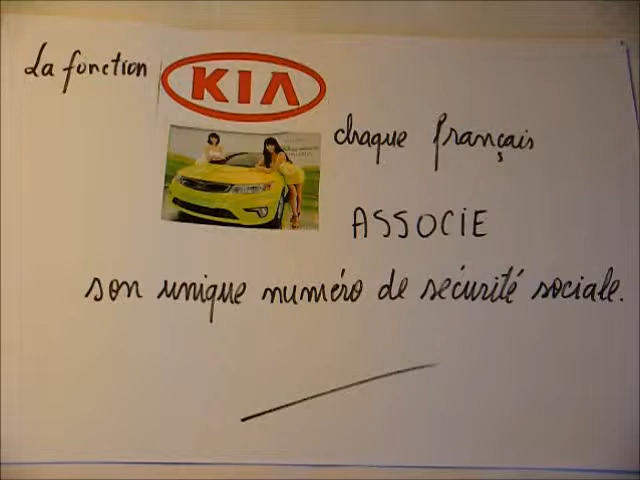 La fonction KIA
chaque français
ASSOCIE
son unique numéro de sécurité sociale.